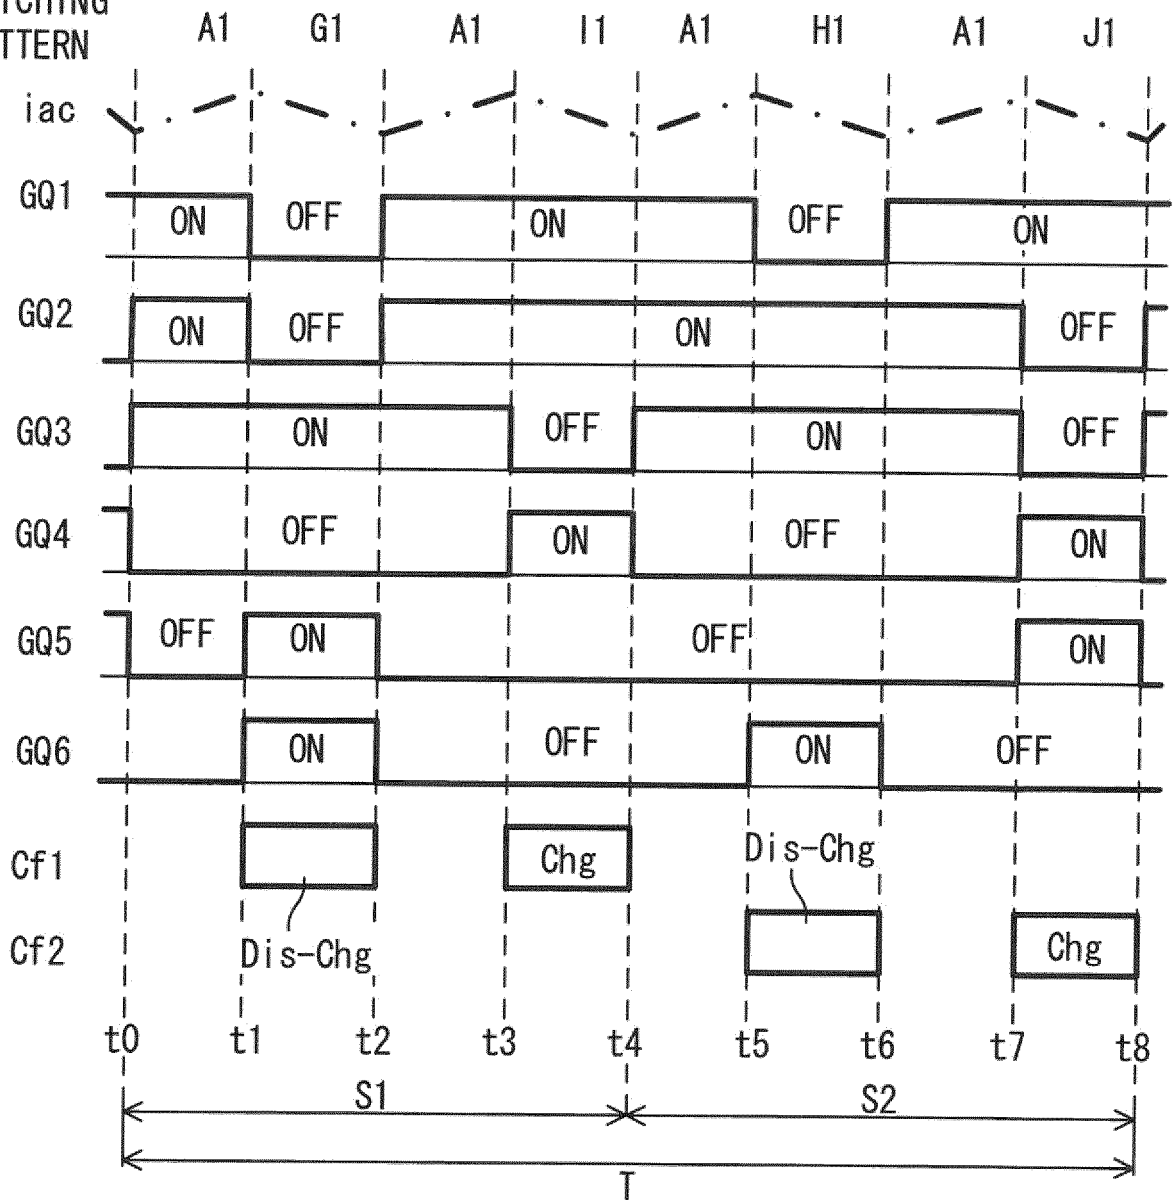 A1 G1 A1 I1 A1 H1 A1 J1
iac
GQ1 ON OFF ON OFF ON
GQ2 ON OFF ON OFF
GQ3 ON OFF ON OFF
GQ4 OFF ON OFF ON
GQ5 OFF ON OFF ON
GQ6 ON OFF ON OFF
Cf1 Chg Dis-Chg
Cf2 Dis-Chg Chg
t0 t1 t2 t3 t4 t5 t6 t7 t8
S1 S2
T